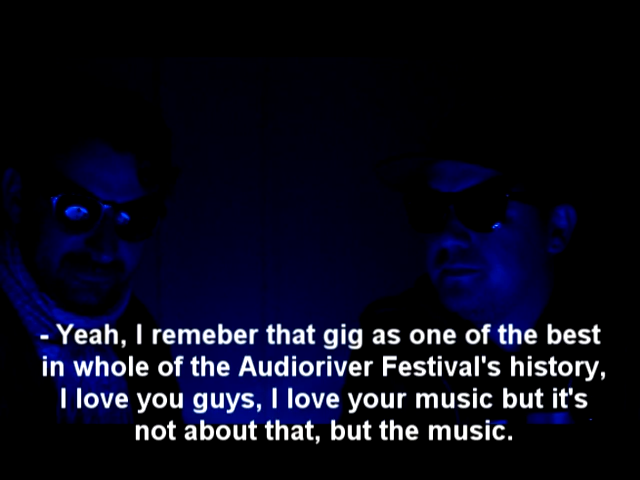 - Yeah, I remeber that gig as one of the best
in whole of the Audioriver Festival's history,
I love you guys, I love your music but it's
not about that, but the music.